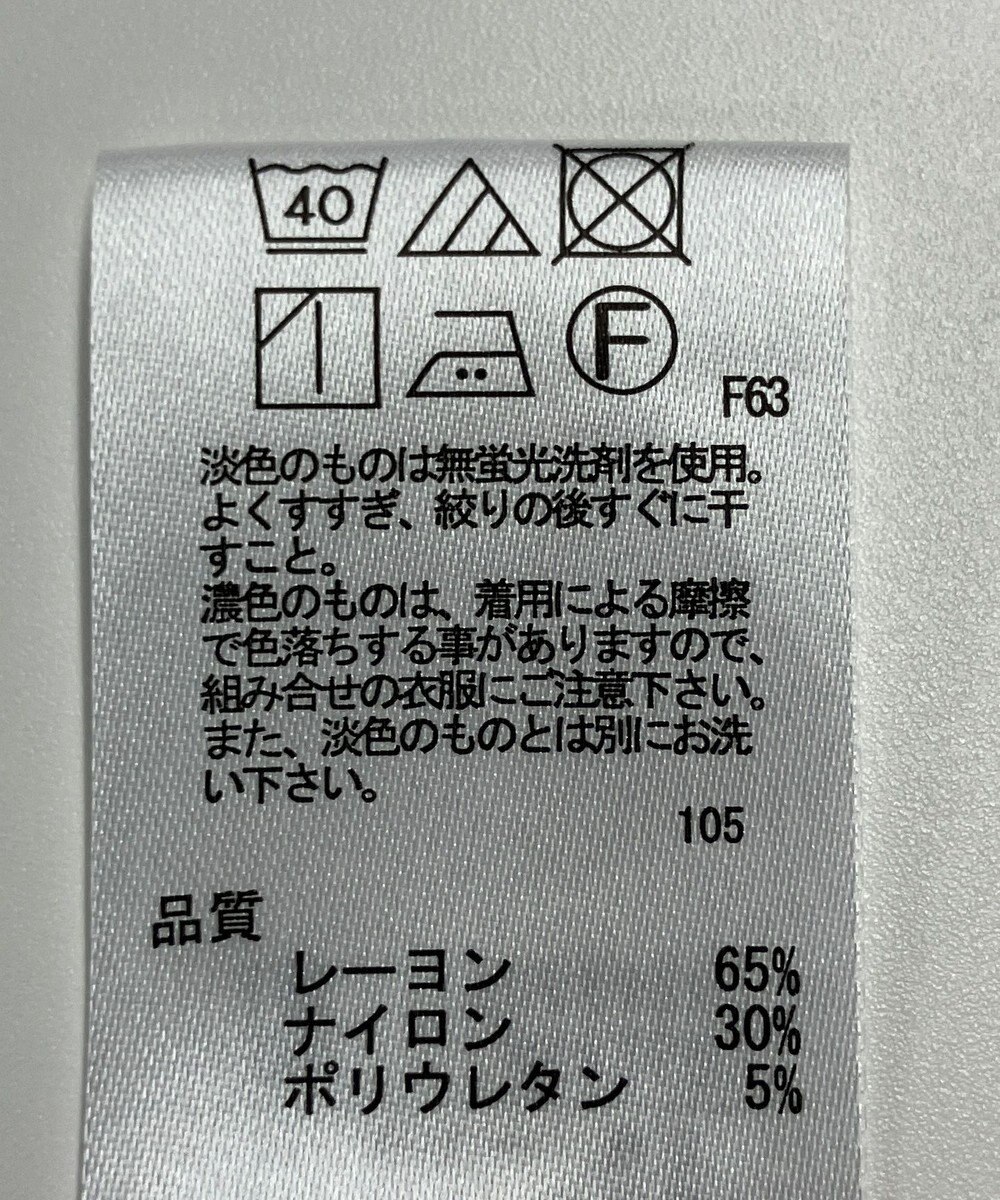 40
F
F63
淡色のものは無蛍光洗剤を使用。
よくすすぎ、絞りの後すぐに干
すこと。
濃色のものは、着用による摩擦
で色落ちする事がありますので、
組み合せの衣服にご注意下さい。
また、淡色のものとは別にお洗
い下さい。
105
品質
レーヨン 65%
ナイロン 30%
ポリウレタン 5%